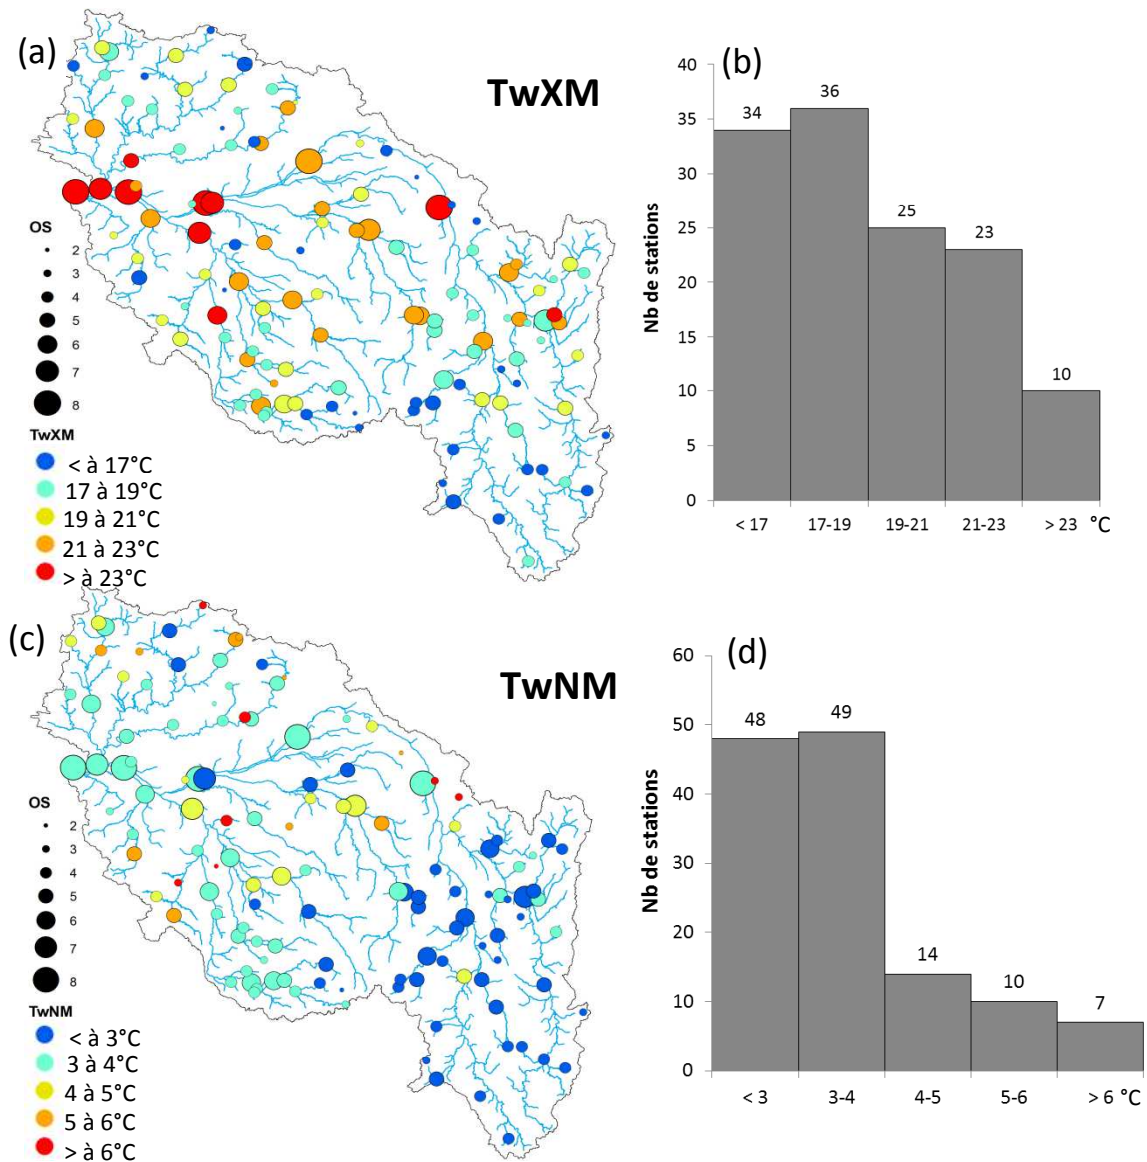 (a)
TwXM
OS
2
3
4
5
6
7
8
TwXM
< à 17°C
17 à 19°C
19 à 21°C
21 à 23°C
> à 23°C
(b)
Nb de stations
40
35
30
25
20
15
10
5
0
34
36
25
23
10
< 17
17-19
19-21
21-23
> 23 °C
(c)
TwNM
OS
2
3
4
5
6
7
8
TwNM
< à 3°C
3 à 4°C
4 à 5°C
5 à 6°C
> à 6°C
(d)
Nb de stations
60
50
40
30
20
10
0
48
49
14
10
7
< 3
3-4
4-5
5-6
> 6 °C